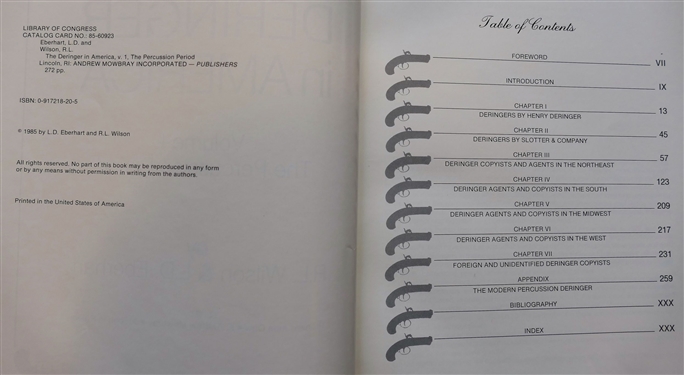 LIBRARY OF CONGRESS
CATALOG CARD NO.: 85-60923
Eberhart, L.D. and
Wilson, R.L.
The Deringer in America, v. 1, The Percussion Period
Lincoln, RI: ANDREW MOWBRAY INCORPORATED — PUBLISHERS
272 pp.
ISBN: 0-917218-20-5
© 1985 by L.D. Eberhart and R.L. Wilson
All rights reserved. No part of this book may be reproduced in any form
or by any means without permission in writing from the authors.
Printed in the United States of America
Table of Contents
FOREWORD VII
INTRODUCTION IX
CHAPTER I 13
DERINGERS BY HENRY DERINGER
CHAPTER II 45
DERINGERS BY SLOTTER & COMPANY
CHAPTER III 57
DERINGER COPYISTS AND AGENTS IN THE NORTHEAST
CHAPTER IV 123
DERINGER AGENTS AND COPYISTS IN THE SOUTH
CHAPTER V 209
DERINGER AGENTS AND COPYISTS IN THE MIDWEST
CHAPTER VI 217
DERINGER AGENTS AND COPYISTS IN THE WEST
CHAPTER VII 231
FOREIGN AND UNIDENTIFIED DERINGER COPYISTS
APPENDIX 259
THE MODERN PERCUSSION DERINGER
BIBLIOGRAPHY XXX
INDEX XXX